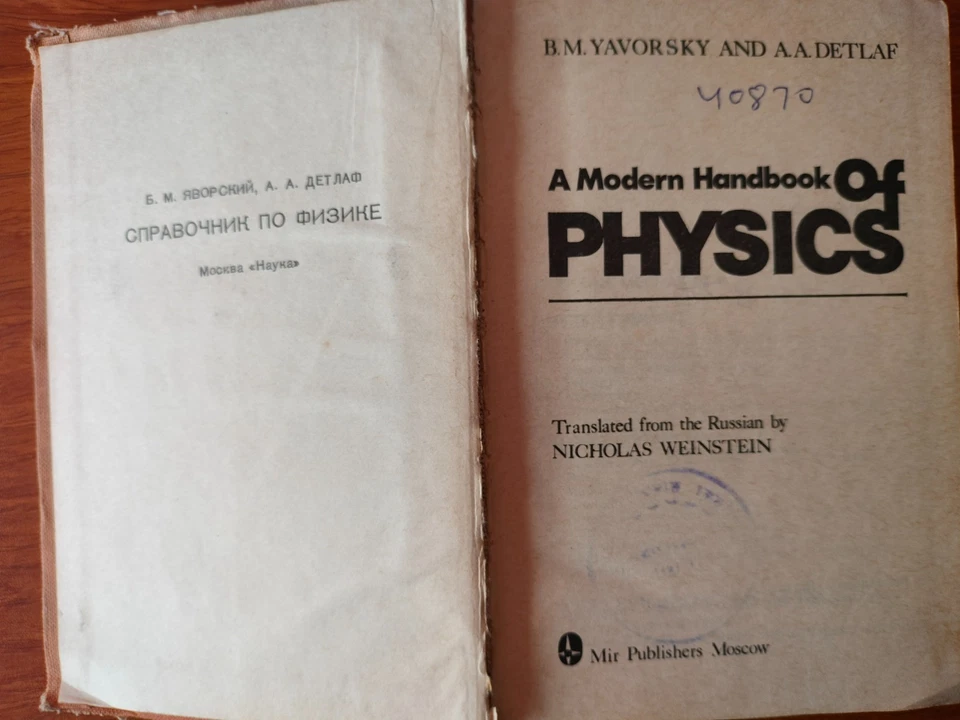 Б. М. ЯВОРСКИЙ, А. А. ДЕТЛАФ
СПРАВОЧНИК ПО ФИЗИКЕ
Москва «Наука»
B. M. YAVORSKY AND A. A. DETLAF
40870
A Modern Handbook of
PHYSICS
Translated from the Russian by
NICHOLAS WEINSTEIN
Mir Publishers Moscow